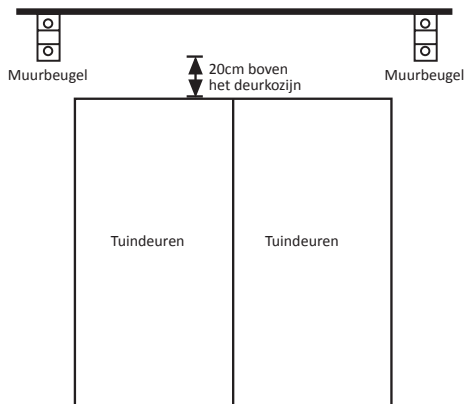 Muurbeugel
20cm boven
het deurkozijn
Muurbeugel
Tuindeuren
Tuindeuren